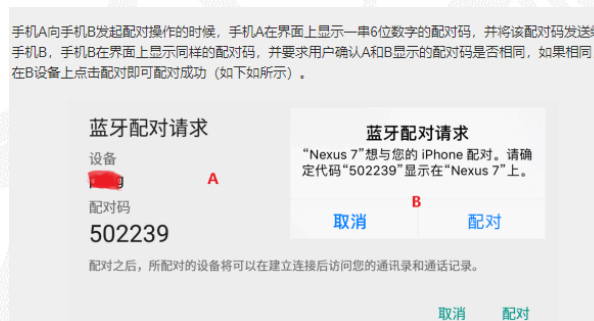 手机A向手机B发起配对操作的时候，手机A在界面上显示一串6位数字的配对码，并将该配对码发送
手机B，手机B在界面上显示同样的配对码，并要求用户确认A和B显示的配对码是否相同，如果相同
在B设备上点击配对即可配对成功（如下如所示）。
蓝牙配对请求
设备
A
配对码
502239
蓝牙配对请求
“Nexus 7”想与您的 iPhone 配对。请确
定代码“502239”显示在“Nexus 7”上。
B
取消 配对
配对之后，所配对的设备将可以在建立连接后访问您的通讯录和通话记录。
取消 配对